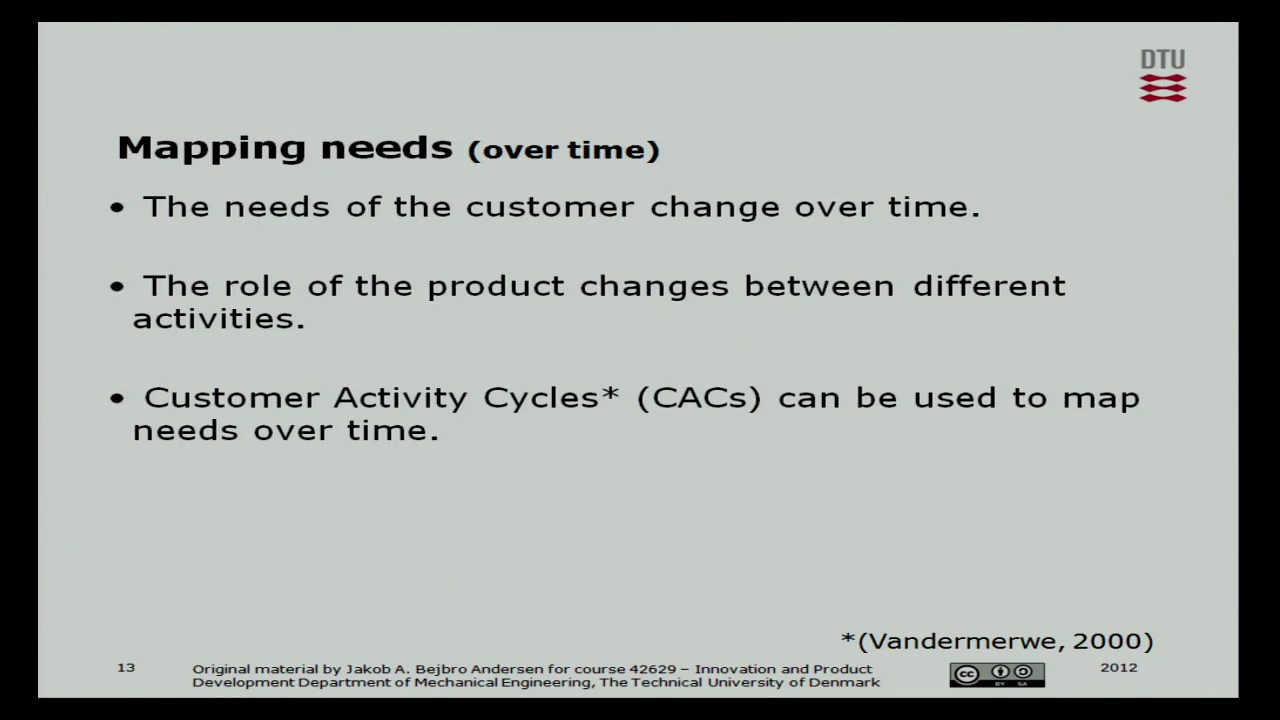 DTU
Mapping needs (over time)
• The needs of the customer change over time.
• The role of the product changes between different
activities.
• Customer Activity Cycles* (CACs) can be used to map
needs over time.
*(Vandermerwe, 2000)
13
Original material by Jakob A. Bejbro Andersen for course 42629 – Innovation and Product
Development Department of Mechanical Engineering, The Technical University of Denmark
cc
BY SA
2012